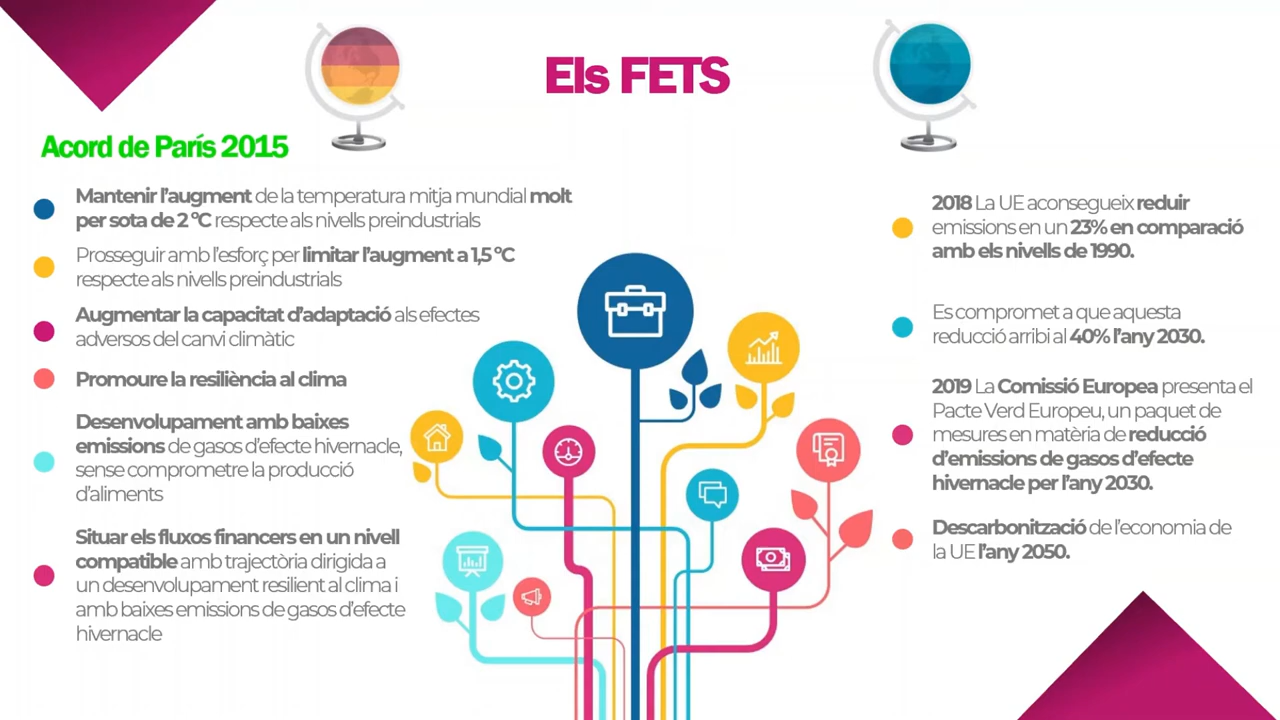 Els FETS
Acord de París 2015
Mantenir l'augment de la temperatura mitja mundial molt
per sota de 2 ºC respecte als nivells preindustrials
Prosseguir amb l'esforç per limitar l'augment a 1,5 ºC
respecte als nivells preindustrials
Augmentar la capacitat d'adaptació als efectes
adversos del canvi climàtic
Promoure la resiliència al clima
Desenvolupament amb baixes
emissions de gasos d'efecte hivernacle,
sense comprometre la producció
d'aliments
Situar els fluxos financers en un nivell
compatible amb trajectòria dirigida a
un desenvolupament resilient al clima i
amb baixes emissions de gasos d'efecte
hivernacle
2018 La UE aconsegueix reduir
emissions en un 23% en comparació
amb els nivells de 1990.
Es compromet a que aquesta
reducció arribi al 40% l'any 2030.
2019 La Comissió Europea presenta el
Pacte Verd Europeu, un paquet de
mesures en matèria de reducció
d'emissions de gasos d'efecte
hivernacle per l'any 2030.
Descarbonització de l'economia de
la UE l'any 2050.